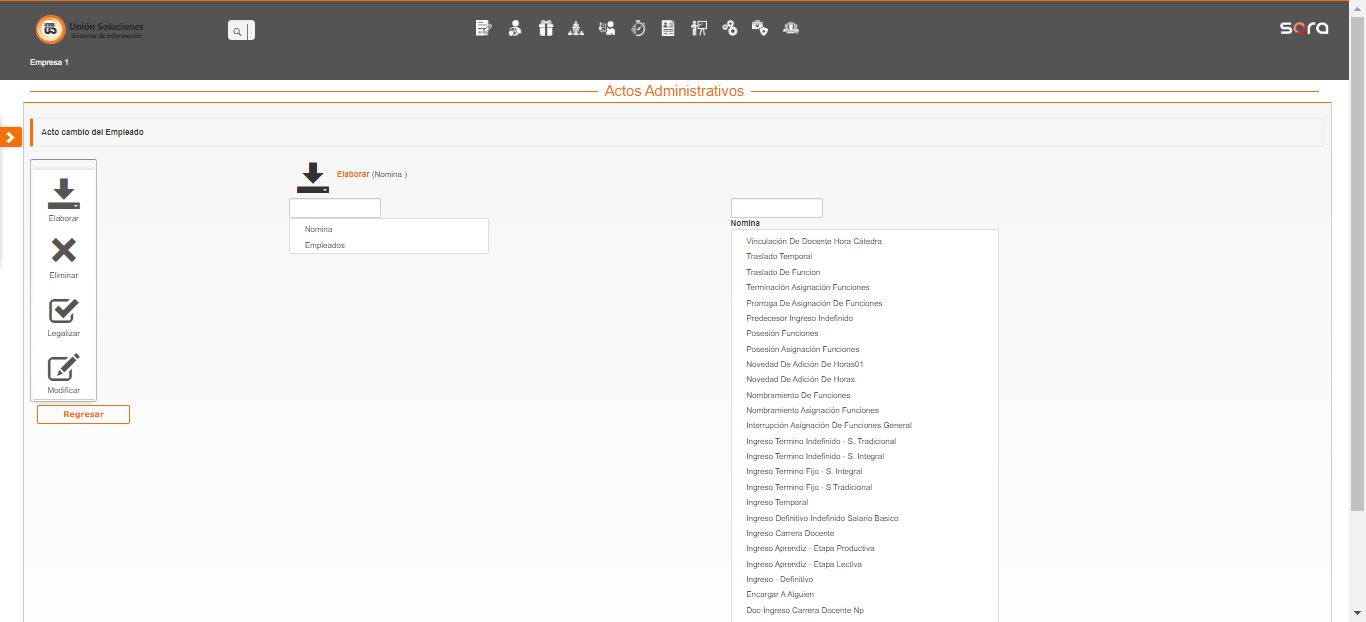 Unión Soluciones
Sistemas de Información
sora
Empresa 1
Actos Administrativos
Acto cambio del Empleado
Elaborar
Eliminar
Legalizar
Modificar
Regresar
Elaborar (Nomina )
Nomina
Empleados
Nomina
Vinculación De Docente Hora Cátedra
Traslado Temporal
Traslado De Funcion
Terminación Asignación Funciones
Prorroga De Asignación De Funciones
Predecesor Ingreso Indefinido
Posesión Funciones
Posesión Asignación Funciones
Novedad De Adición De Horas01
Novedad De Adición De Horas
Nombramiento De Funciones
Nombramiento Asignación Funciones
Interrupción Asignación De Funciones General
Ingreso Termino Indefinido - S. Tradicional
Ingreso Termino Indefinido - S. Integral
Ingreso Termino Fijo - S. Integral
Ingreso Termino Fijo - S Tradicional
Ingreso Temporal
Ingreso Definitivo Indefinido Salario Basico
Ingreso Carrera Docente
Ingreso Aprendiz - Etapa Productiva
Ingreso Aprendiz - Etapa Lectiva
Ingreso - Definitivo
Encargar A Alguien
Doc-Ingreso Carrera Docente Np